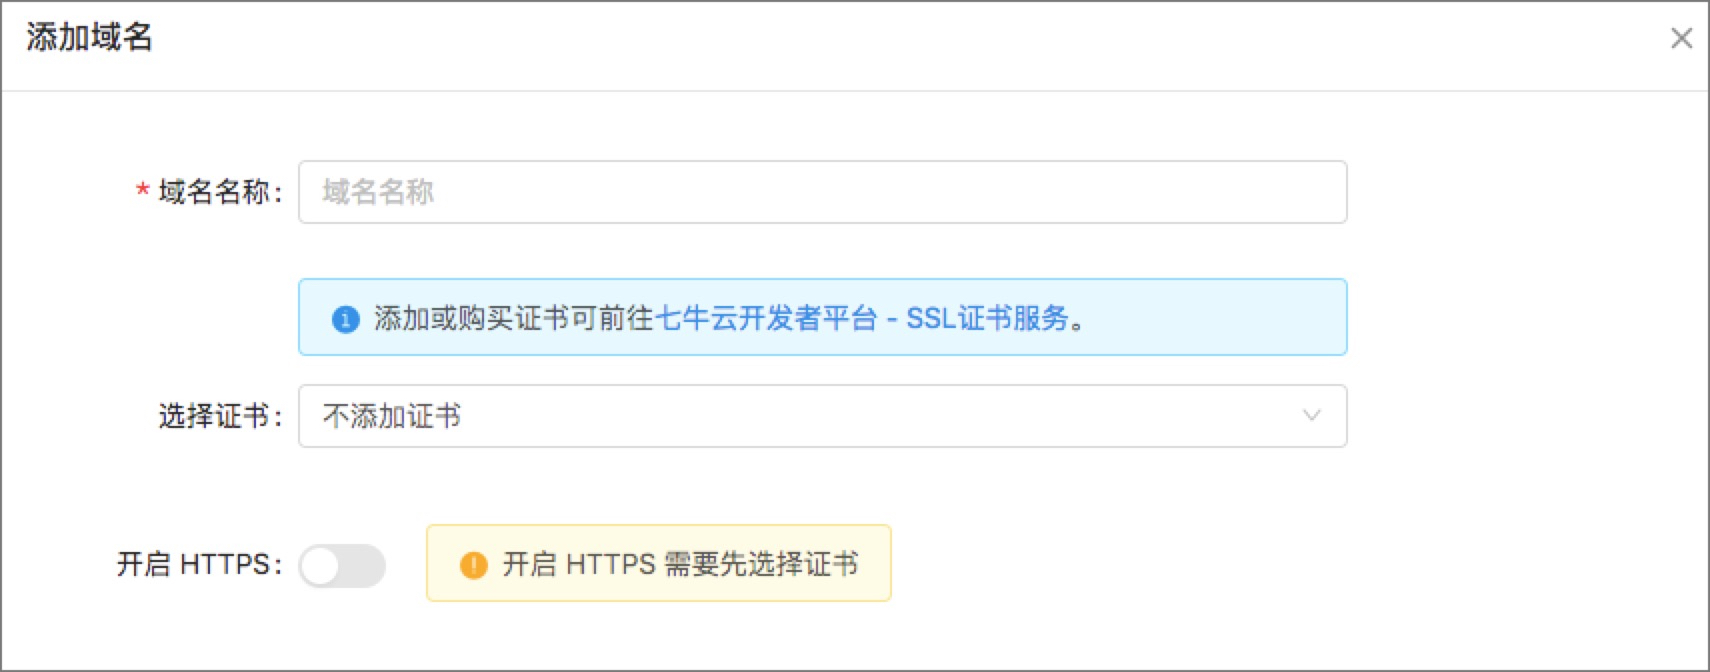 添加域名
* 域名名称:
域名名称
添加或购买证书可前往七牛云开发者平台 - SSL证书服务。
选择证书:
不添加证书
开启 HTTPS:
开启 HTTPS 需要先选择证书